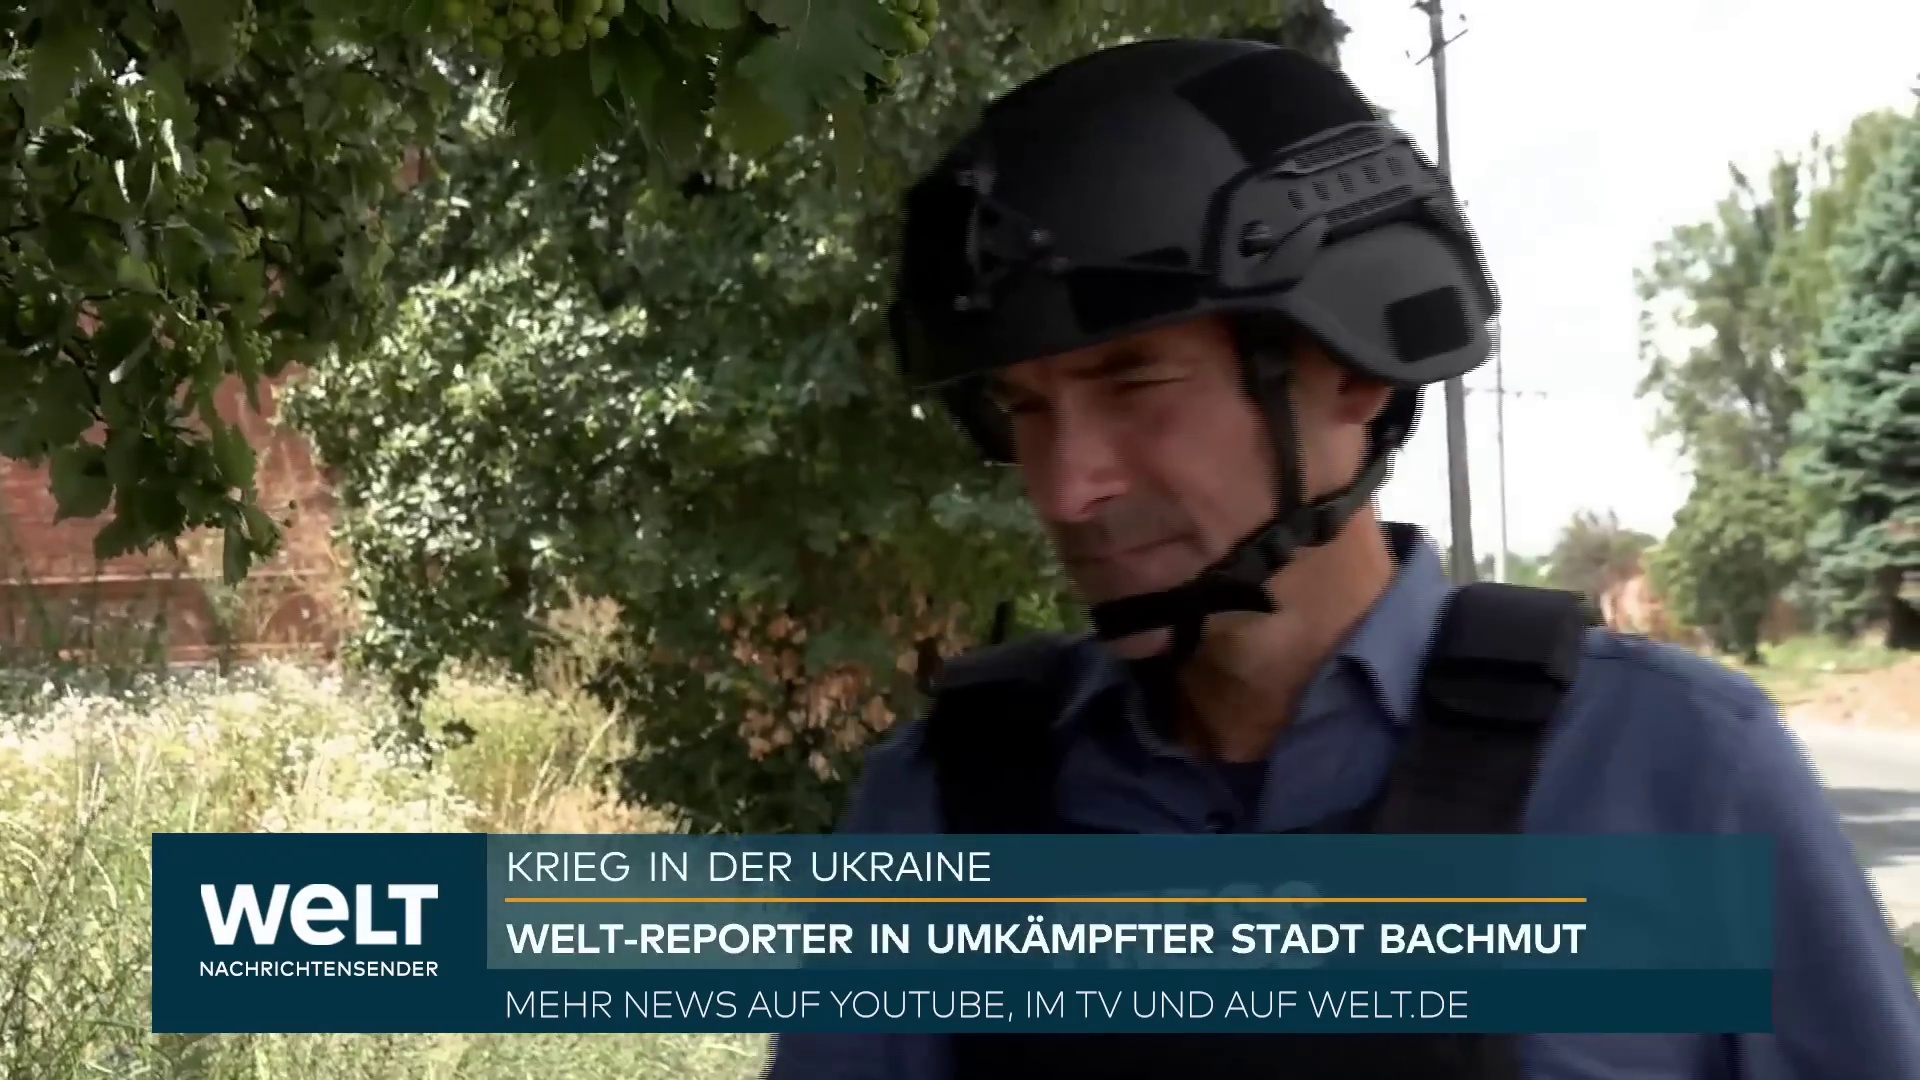 KRIEG IN DER UKRAINE
WELT
NACHRICHTENSENDER
WELT-REPORTER IN UMKÄMPFTER STADT BACHMUT
MEHR NEWS AUF YOUTUBE, IM TV UND AUF WELT.DE